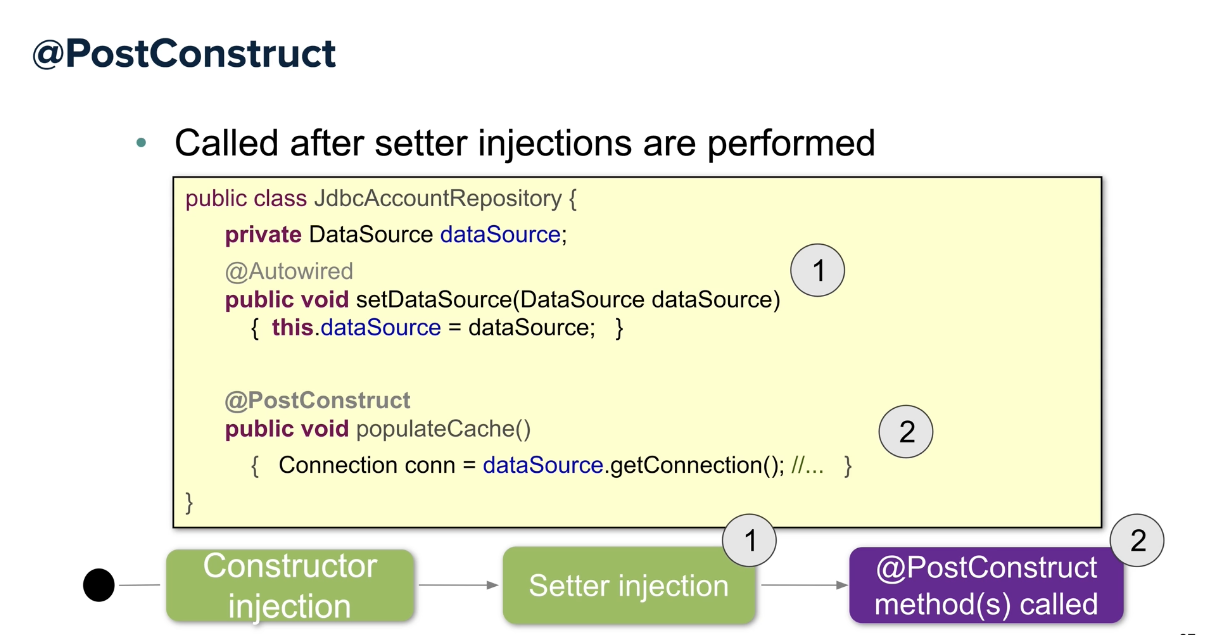 @PostConstruct
• Called after setter injections are performed
public class JdbcAccountRepository {
private DataSource dataSource;
@Autowired
1
public void setDataSource(DataSource dataSource)
{ this.dataSource = dataSource; }
@PostConstruct
public void populateCache()
2
{ Connection conn = dataSource.getConnection(); //... }
}
Constructor
injection
1
Setter injection
2
@PostConstruct
method(s) called